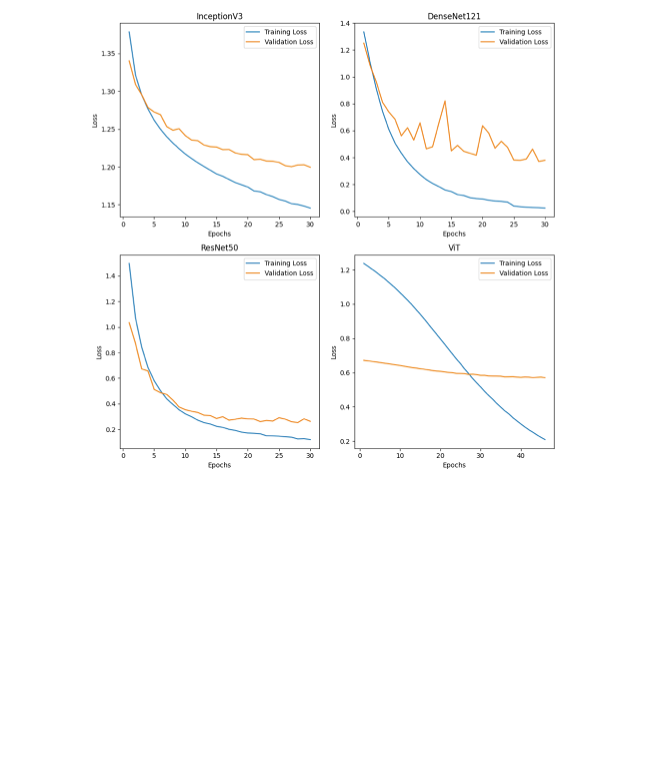 InceptionV3
Training Loss
Validation Loss
1.35
1.30
1.25
1.20
1.15
Loss
0 5 10 15 20 25 30
Epochs
DenseNet121
Training Loss
Validation Loss
1.4
1.2
1.0
0.8
0.6
0.4
0.2
0.0
Loss
0 5 10 15 20 25 30
Epochs
ResNet50
Training Loss
Validation Loss
1.4
1.2
1.0
0.8
0.6
0.4
0.2
Loss
0 5 10 15 20 25 30
Epochs
ViT
Training Loss
Validation Loss
1.2
1.0
0.8
0.6
0.4
0.2
Loss
0 10 20 30 40
Epochs